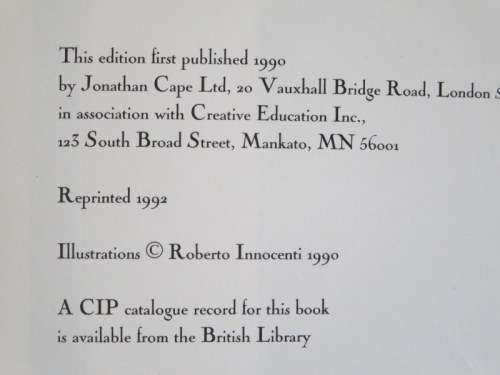 This edition first published 1990
by Jonathan Cape Ltd, 20 Vauxhall Bridge Road, London
in association with Creative Education Inc.,
123 South Broad Street, Mankato, MN 56001
Reprinted 1992
Illustrations © Roberto Innocenti 1990
A CIP catalogue record for this book
is available from the British Library